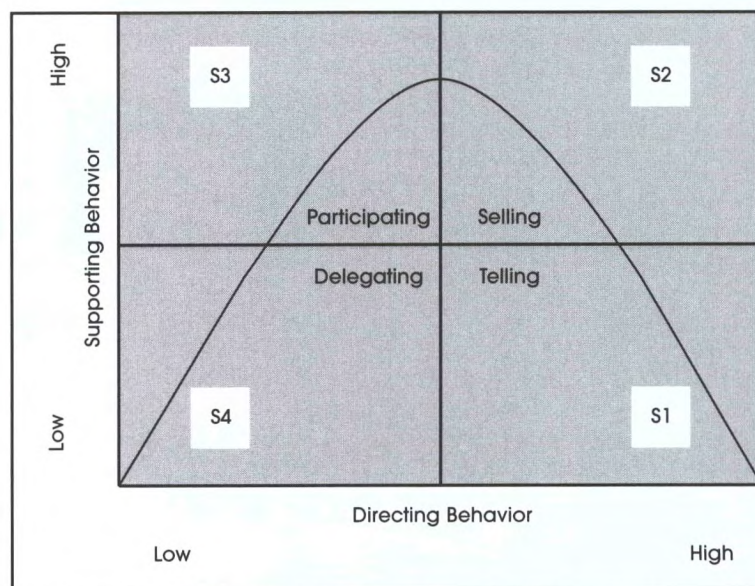 High
S3
S2
Supporting Behavior
Participating
Selling
Delegating
Telling
Low
S4
S1
Directing Behavior
Low
High